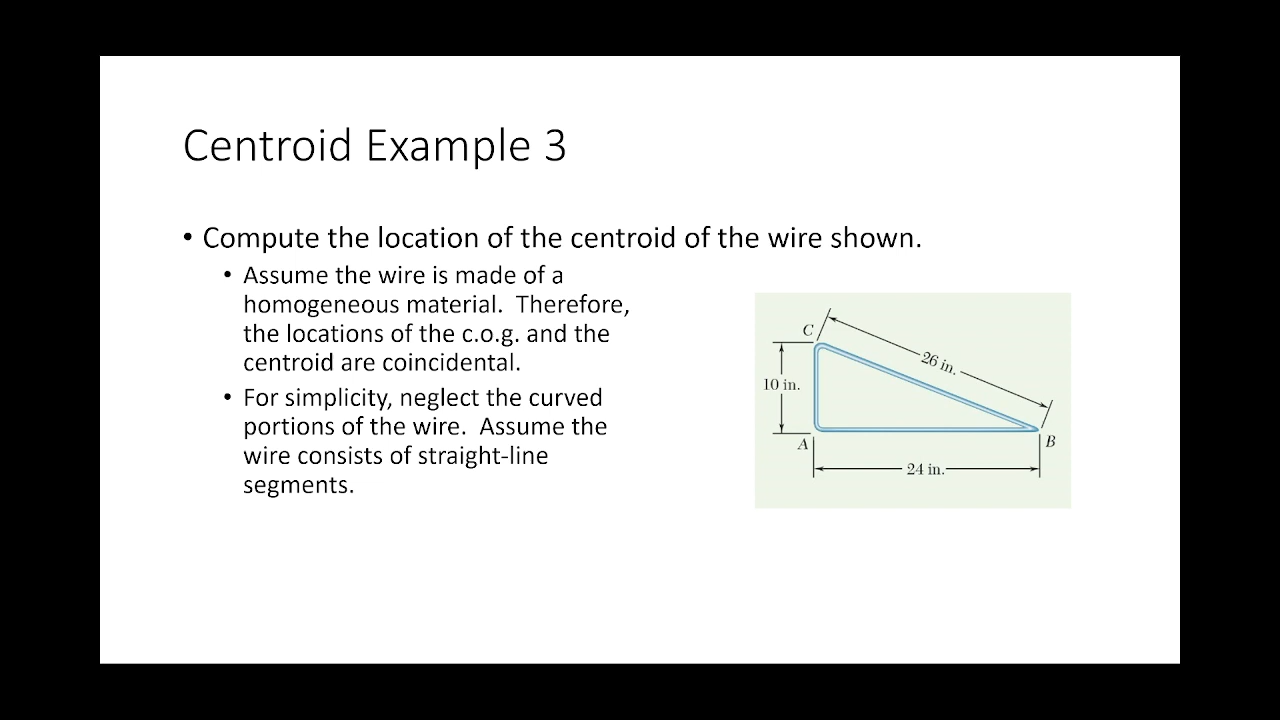 Centroid Example 3
• Compute the location of the centroid of the wire shown.
• Assume the wire is made of a
homogeneous material. Therefore,
the locations of the c.o.g. and the
centroid are coincidental.
• For simplicity, neglect the curved
portions of the wire. Assume the
wire consists of straight-line
segments.
C
26 in.
10 in.
A
B
24 in.